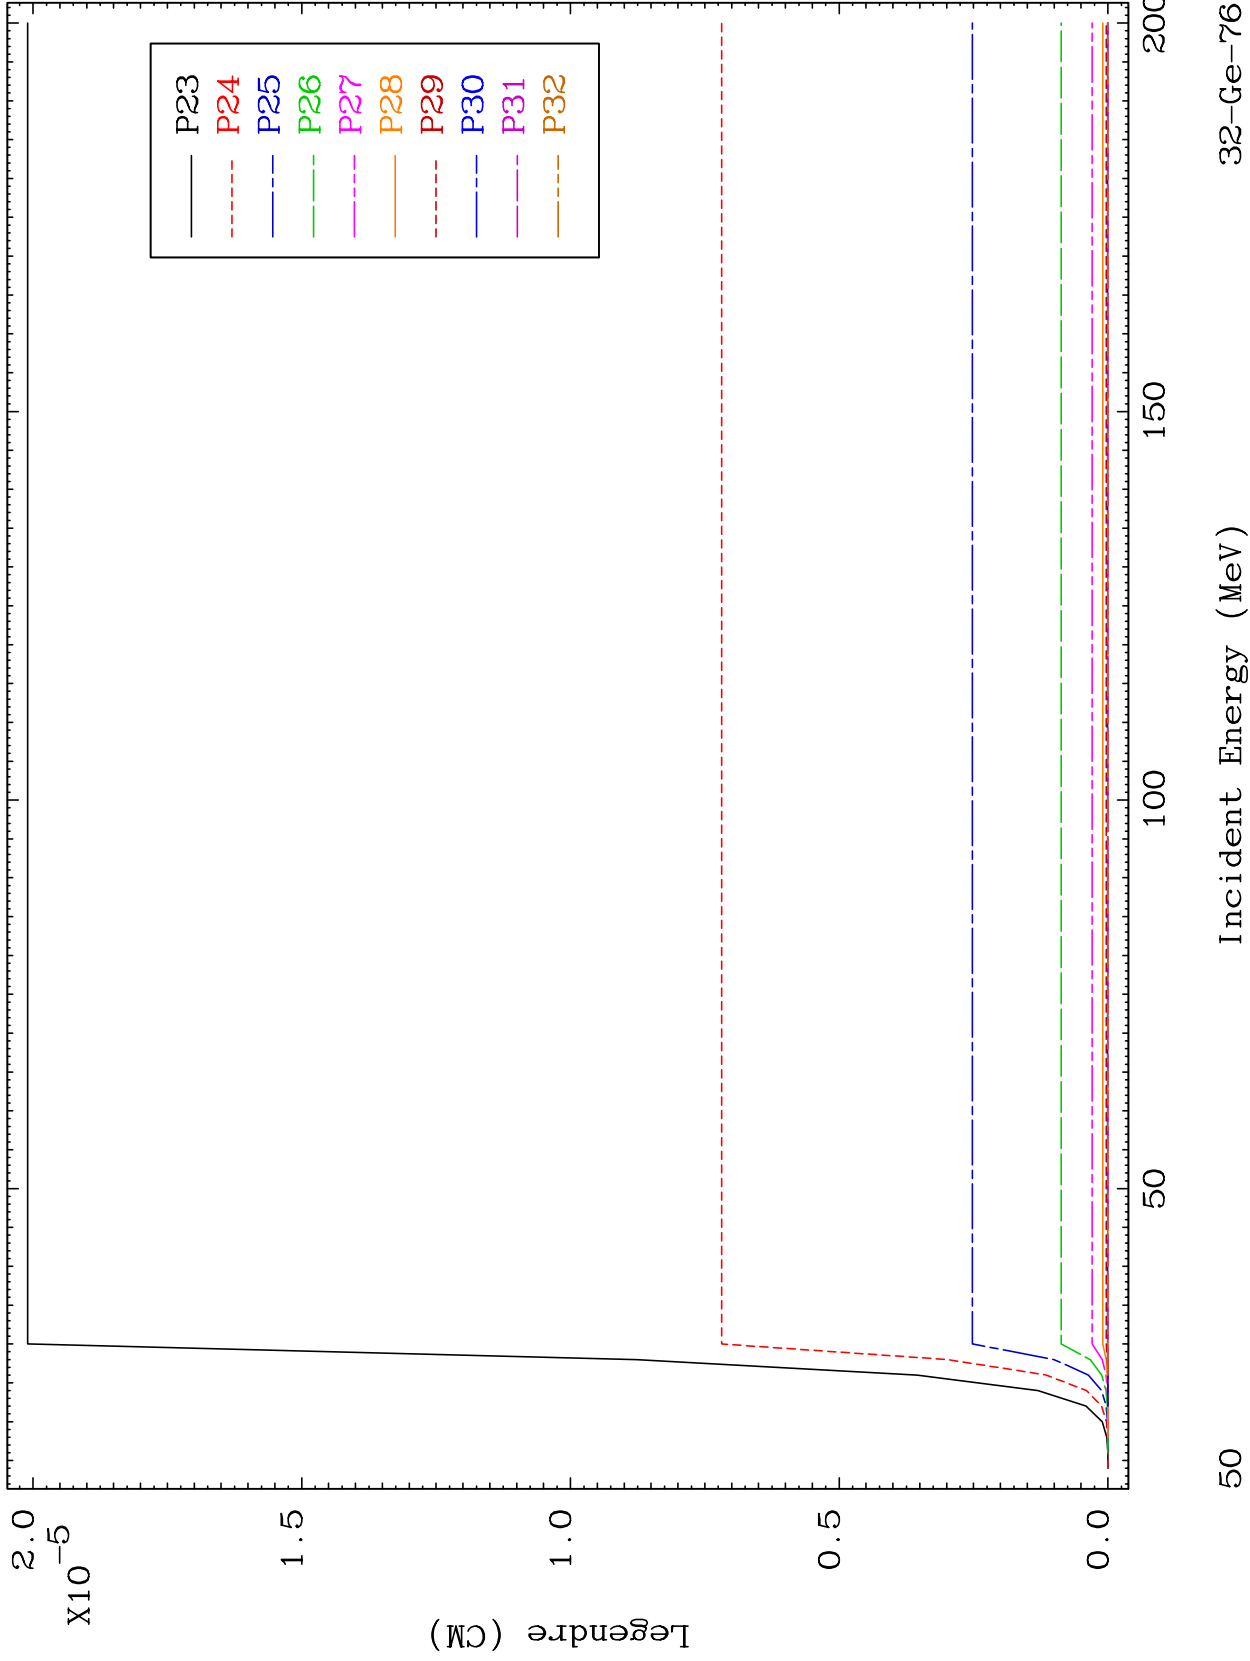 2.0
X10-5
1.5
1.0
0.5
0.0
Legendre (CM)
P23
P24
P25
P26
P27
P28
P29
P30
P31
P32
50
100
150
200
Incident Energy (MeV)
50
32-Ge-76